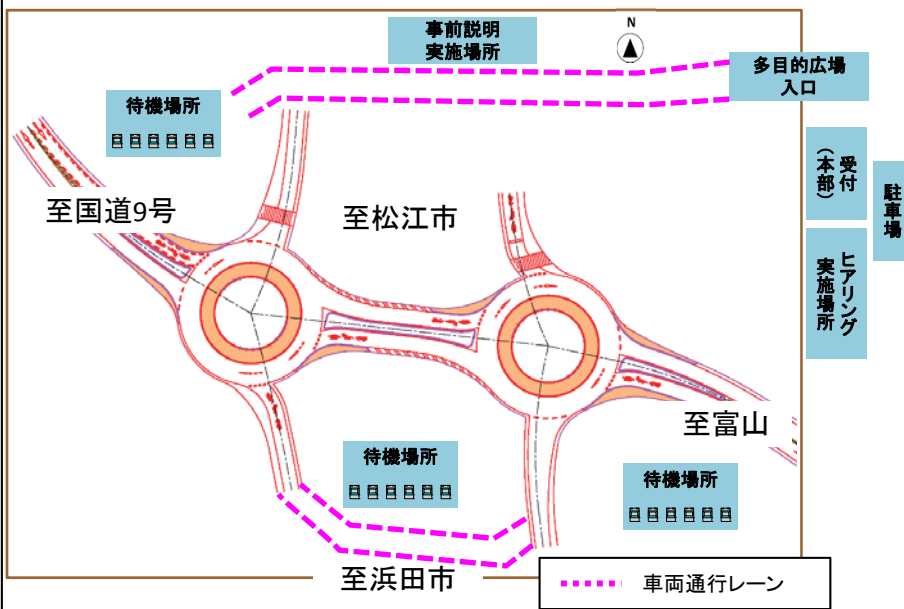 事前説明
実施場所
N
多目的広場
入口
待機場所
受付
（本部）
駐車場
至国道9号
至松江市
ヒアリング
実施場所
至富山
待機場所
待機場所
至浜田市
車両通行レーン